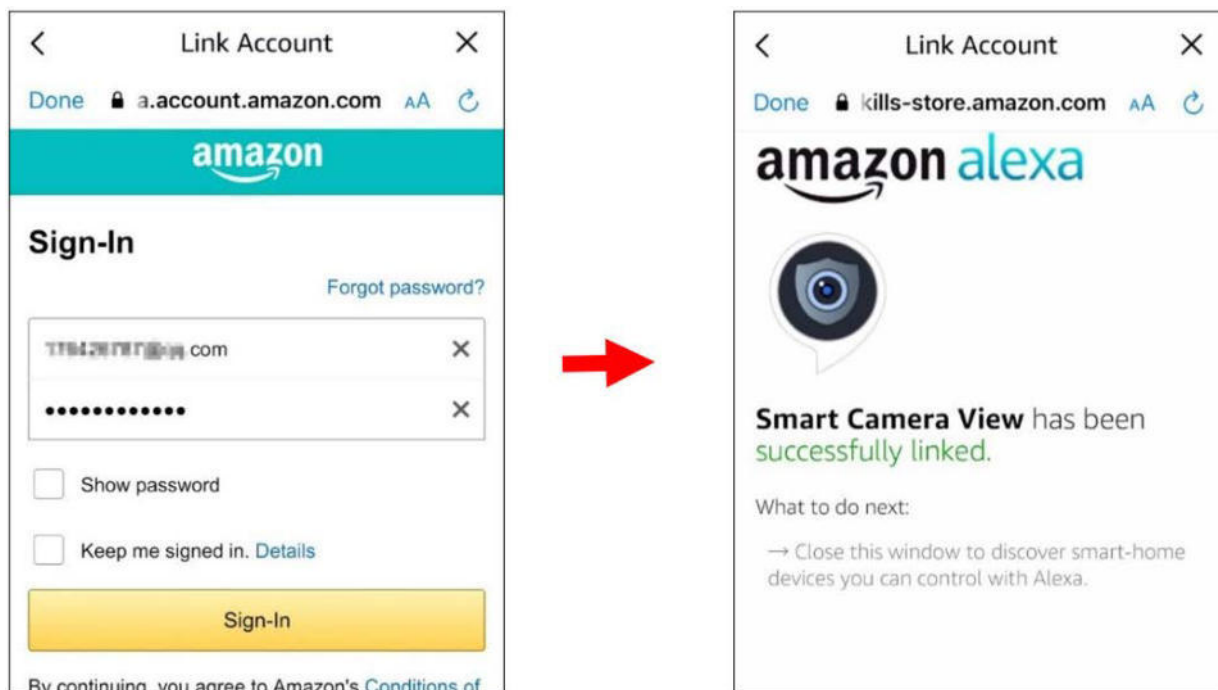 Link Account
Done a.account.amazon.com AA
amazon
Sign-In
Forgot password?
com
Show password
Keep me signed in. Details
Sign-In
By continuing, you agree to Amazon's Conditions of
Link Account
Done kills-store.amazon.com AA
amazon alexa
Smart Camera View has been
successfully linked.
What to do next:
→ Close this window to discover smart-home
devices you can control with Alexa.